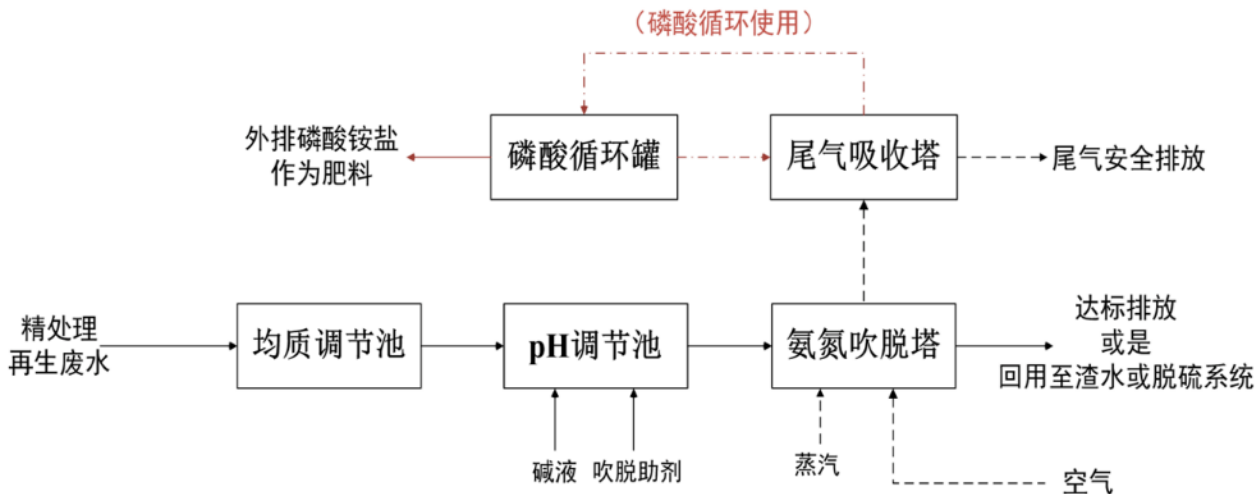 （磷酸循环使用）
外排磷酸铵盐
作为肥料
磷酸循环罐
尾气吸收塔
尾气安全排放
精处理
再生废水
均质调节池
pH调节池
氨氮吹脱塔
达标排放
或是
回用至渣水或脱硫系统
碱液
吹脱助剂
蒸汽
空气